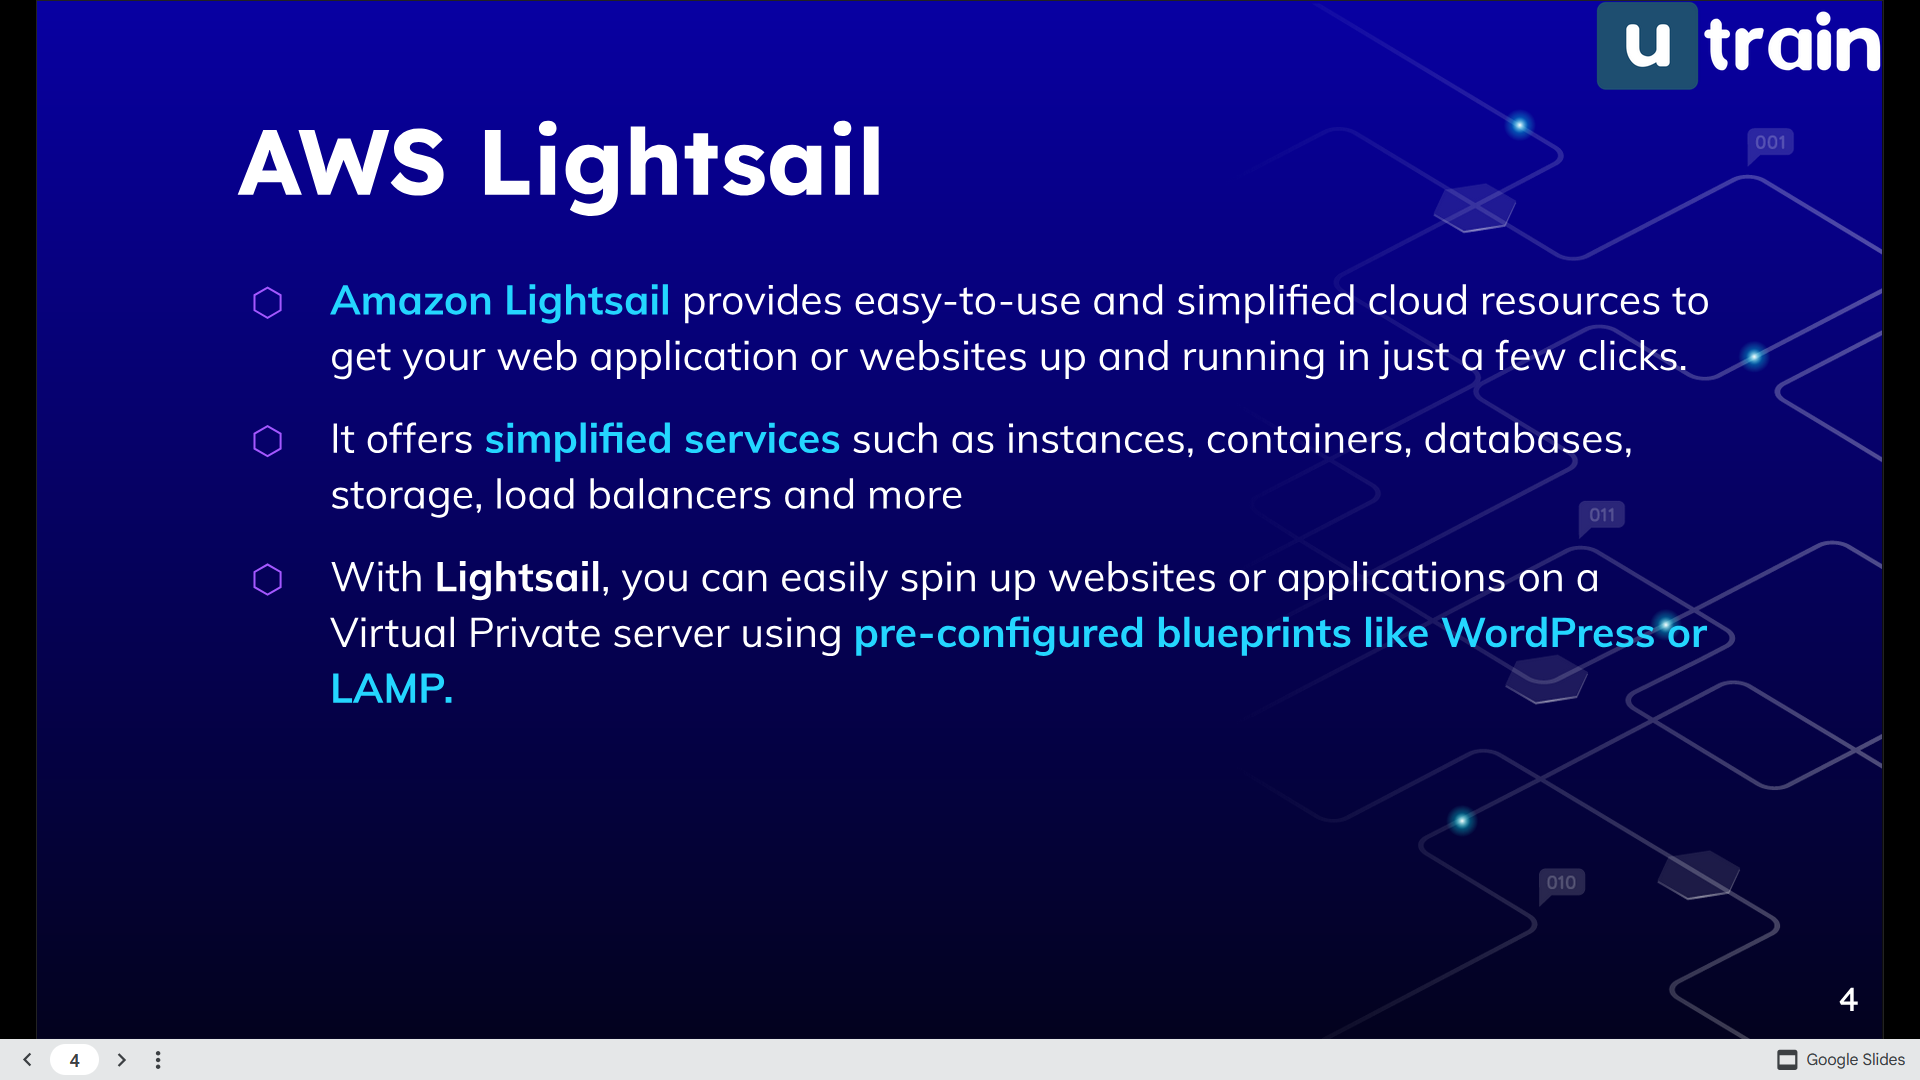 u train
001
AWS Lightsail
Amazon Lightsail provides easy-to-use and simplified cloud resources to
get your web application or websites up and running in just a few clicks.
It offers simplified services such as instances, containers, databases,
storage, load balancers and more
011
With Lightsail, you can easily spin up websites or applications on a
Virtual Private server using pre-configured blueprints like WordPress or
LAMP.
010
4
4
Google Slides